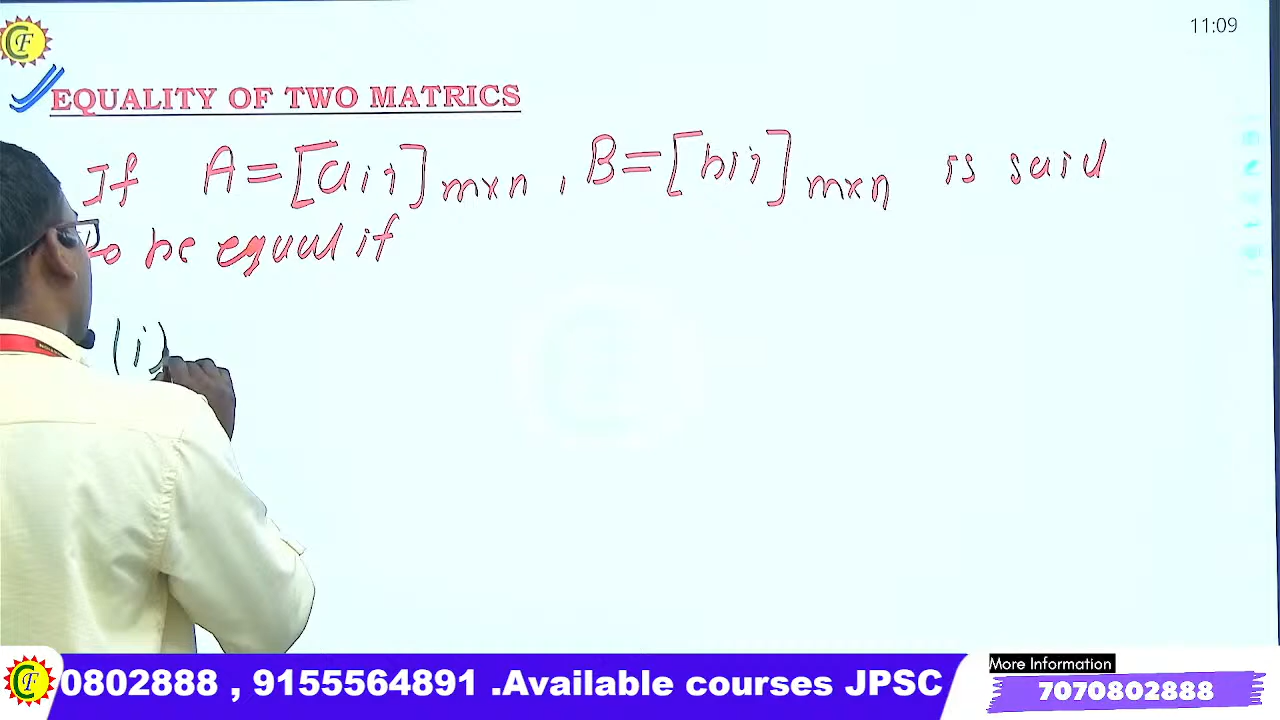 11:09
EQUALITY OF TWO MATRICS
If A = [aij] m×n , B = [bij] m×n is said
to be equal if
(i)
More Information
0802888 , 9155564891 .Available courses JPSC
7070802888